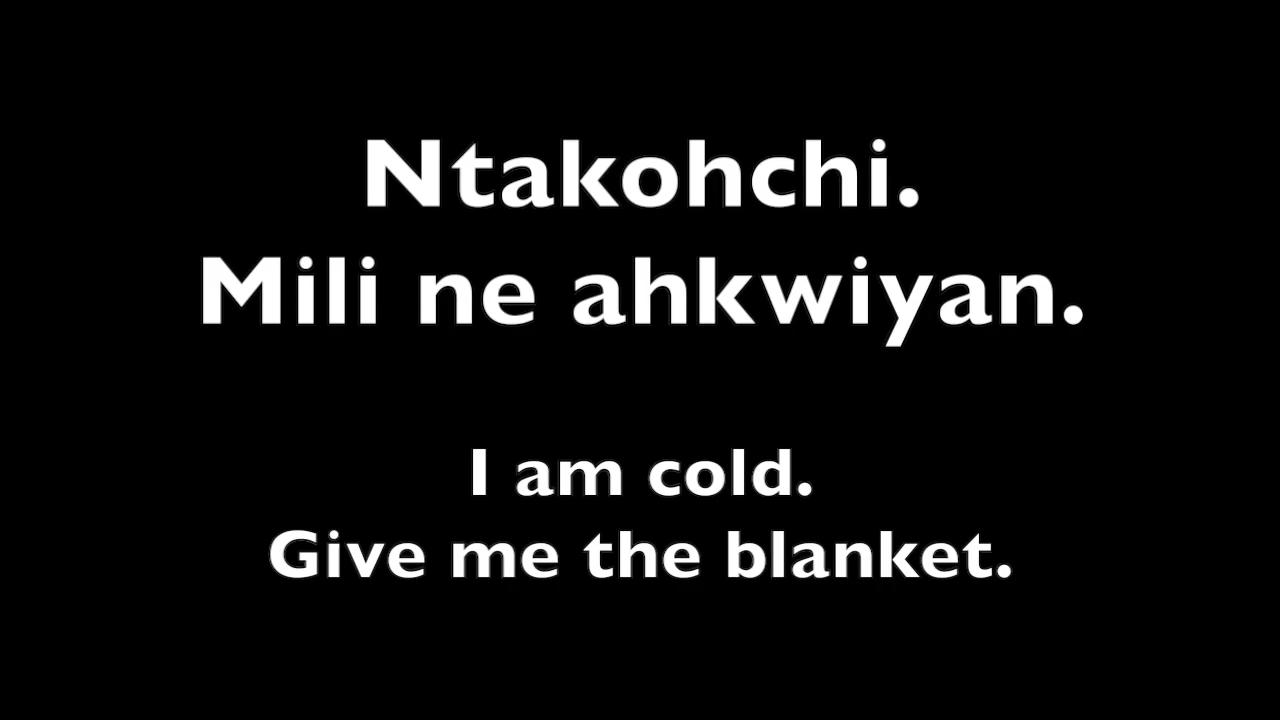 Ntakohchi.
Mili ne ahkwiyan.
I am cold.
Give me the blanket.